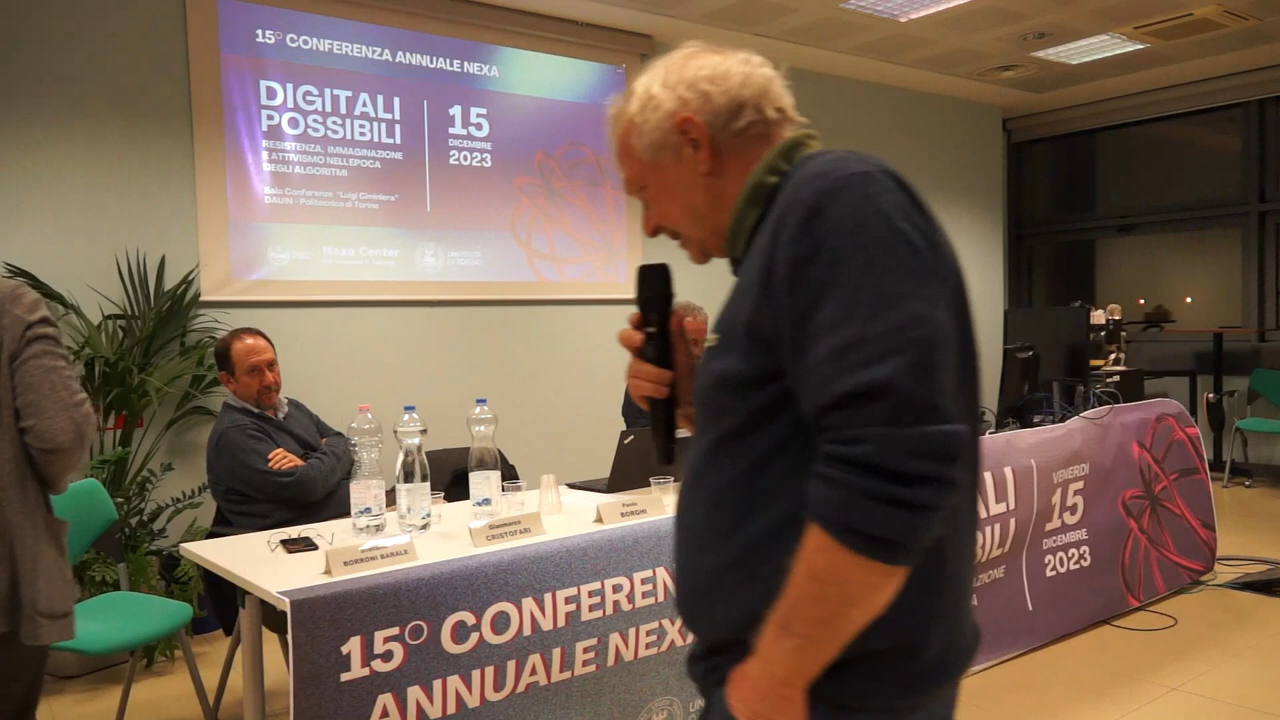 15° CONFERENZA ANNUALE NEXA
DIGITALI
POSSIBILI
RESISTENZA, IMMAGINAZIONE
E ATTIVISMO NELL'EPOCA
DEGLI ALGORITMI
Sala Conferenze "Luigi Ciminiera"
DAUIN - Politecnico di Torino
15
DICEMBRE
2023
Nexa Center
BORRONI BARALE
Gianmarco
CRISTOFARI
Paolo
BORGHI
15° CONFEREN
ANNUALE NEXA
ALI
IBILI
AZIONE
VENERDÌ
15
DICEMBRE
2023